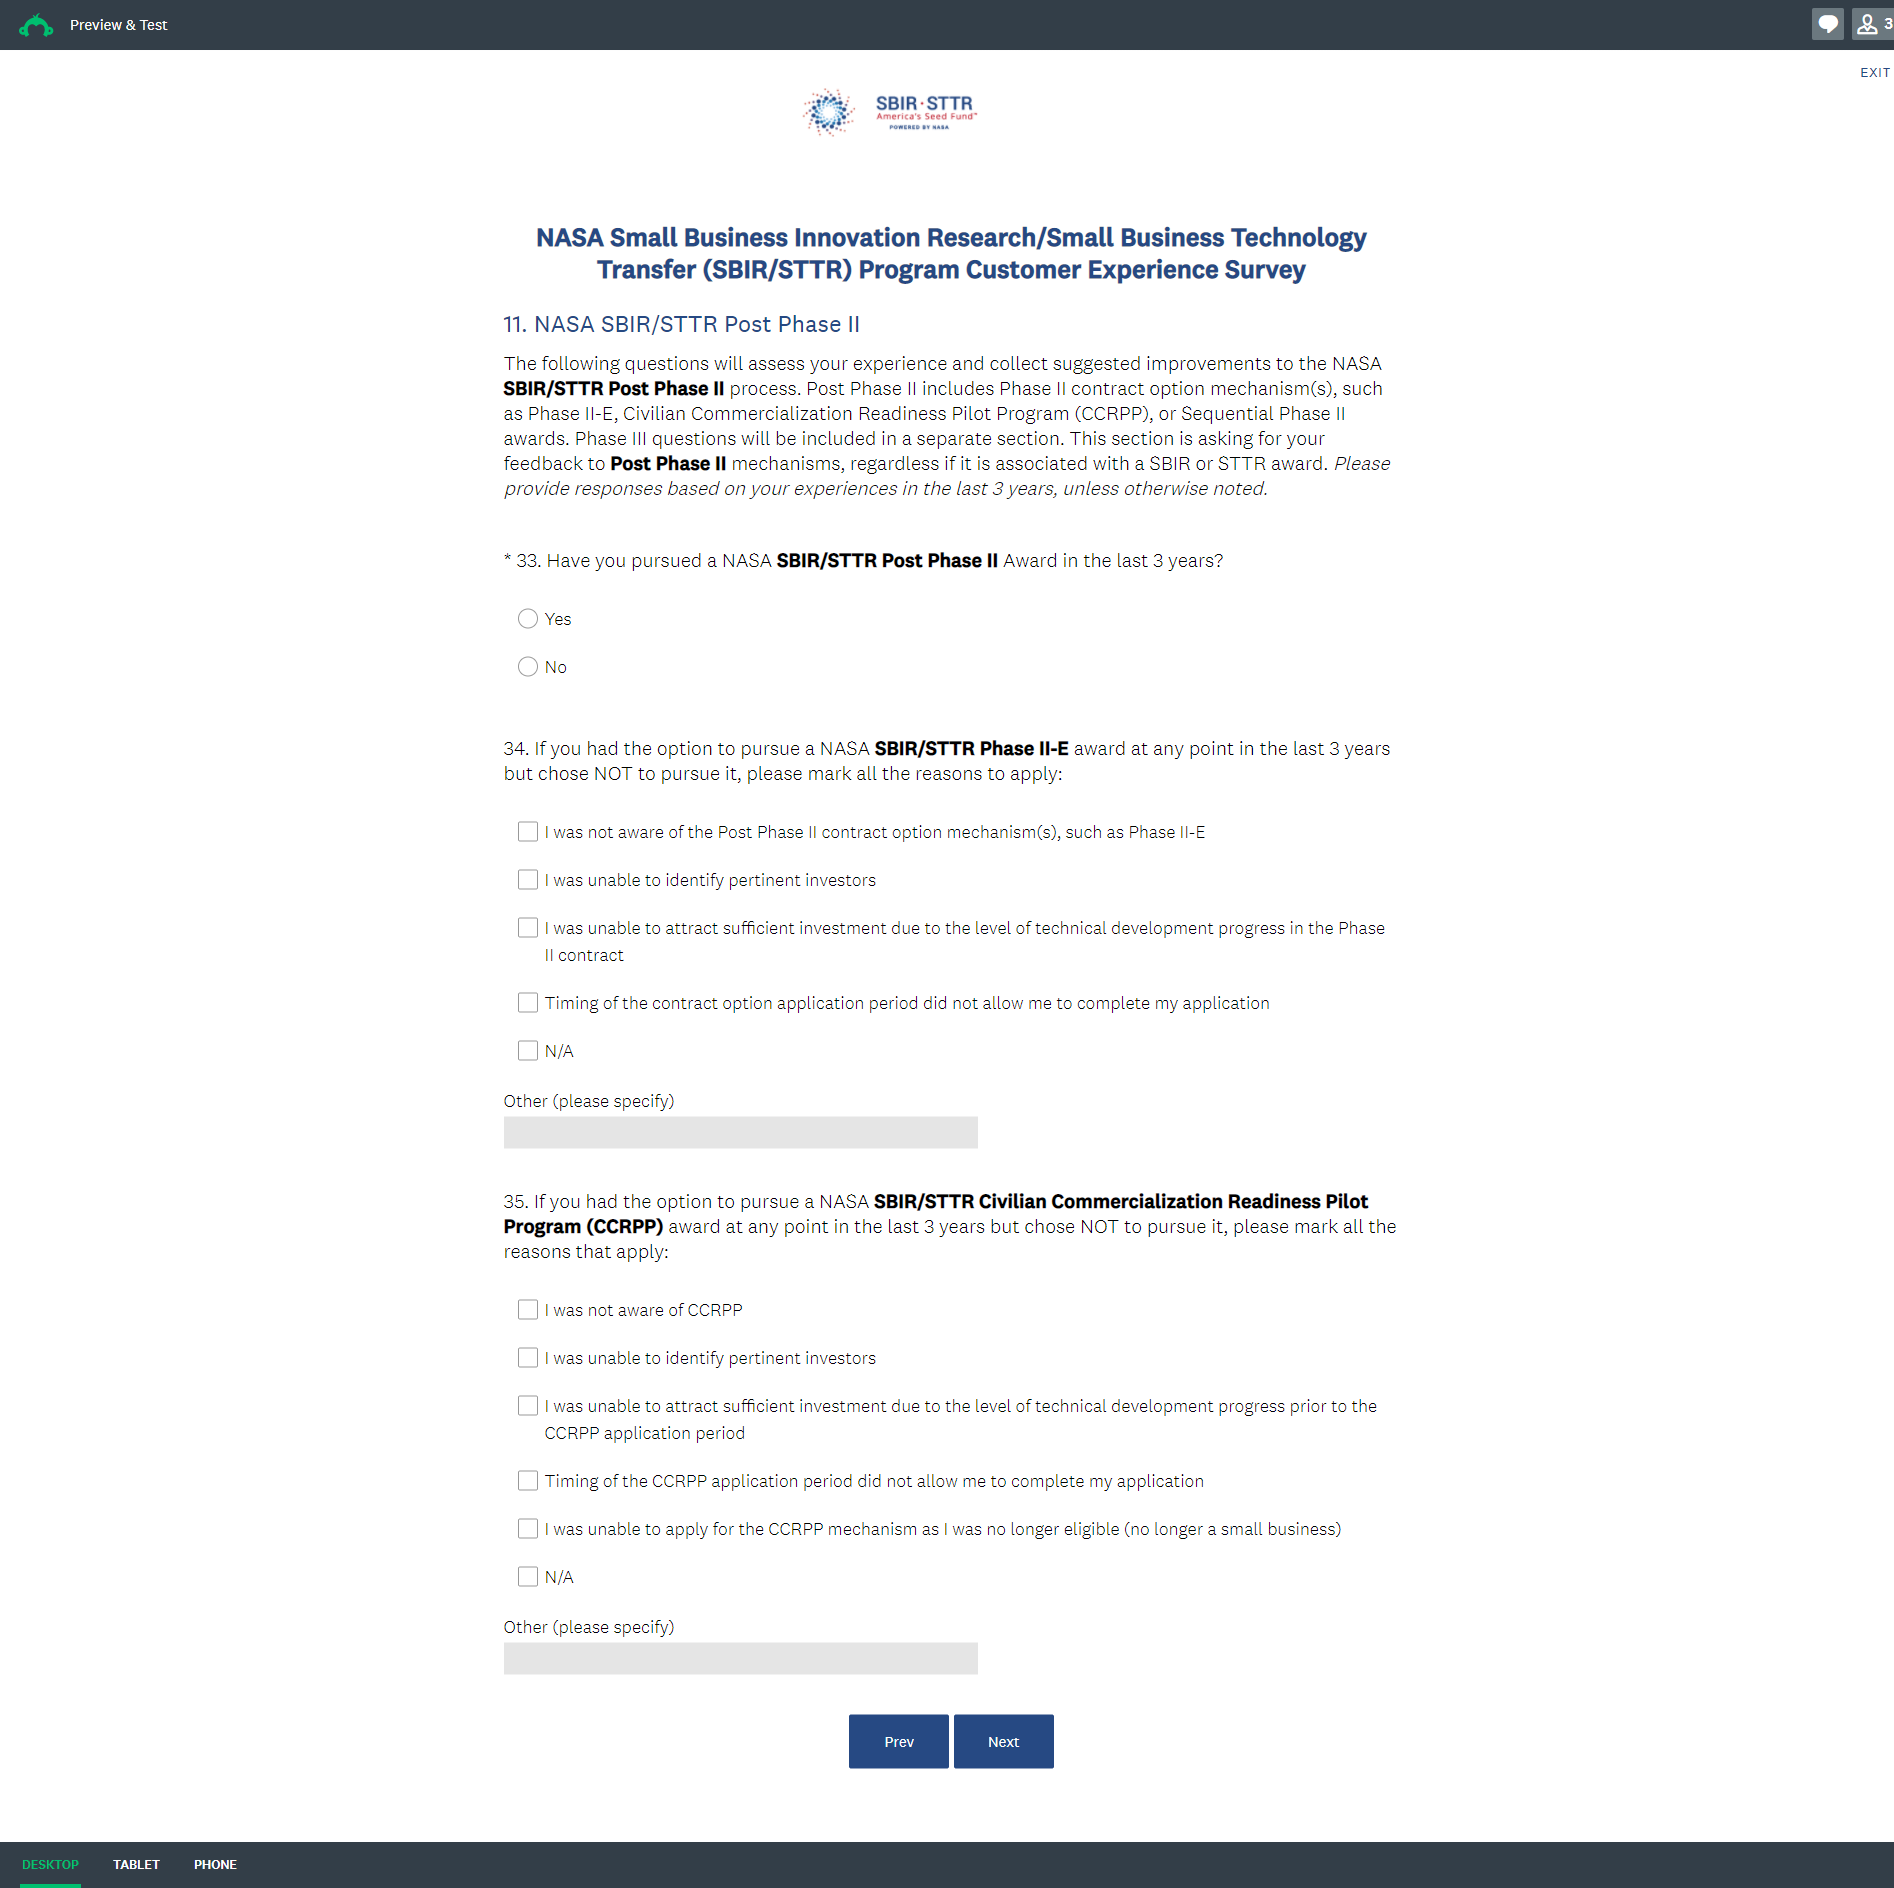 Preview & Test
3
EXIT
SBIR·STTR
America's Seed Fund™
POWERED BY NASA
NASA Small Business Innovation Research/Small Business Technology
Transfer (SBIR/STTR) Program Customer Experience Survey
11. NASA SBIR/STTR Post Phase II
The following questions will assess your experience and collect suggested improvements to the NASA
SBIR/STTR Post Phase II process. Post Phase II includes Phase II contract option mechanism(s), such
as Phase II-E, Civilian Commercialization Readiness Pilot Program (CCRPP), or Sequential Phase II
awards. Phase III questions will be included in a separate section. This section is asking for your
feedback to Post Phase II mechanisms, regardless if it is associated with a SBIR or STTR award. Please
provide responses based on your experiences in the last 3 years, unless otherwise noted.
* 33. Have you pursued a NASA SBIR/STTR Post Phase II Award in the last 3 years?
Yes
No
34. If you had the option to pursue a NASA SBIR/STTR Phase II-E award at any point in the last 3 years
but chose NOT to pursue it, please mark all the reasons to apply:
I was not aware of the Post Phase II contract option mechanism(s), such as Phase II-E
I was unable to identify pertinent investors
I was unable to attract sufficient investment due to the level of technical development progress in the Phase
II contract
Timing of the contract option application period did not allow me to complete my application
N/A
Other (please specify)
35. If you had the option to pursue a NASA SBIR/STTR Civilian Commercialization Readiness Pilot
Program (CCRPP) award at any point in the last 3 years but chose NOT to pursue it, please mark all the
reasons that apply:
I was not aware of CCRPP
I was unable to identify pertinent investors
I was unable to attract sufficient investment due to the level of technical development progress prior to the
CCRPP application period
Timing of the CCRPP application period did not allow me to complete my application
I was unable to apply for the CCRPP mechanism as I was no longer eligible (no longer a small business)
N/A
Other (please specify)
Prev Next
DESKTOP TABLET PHONE